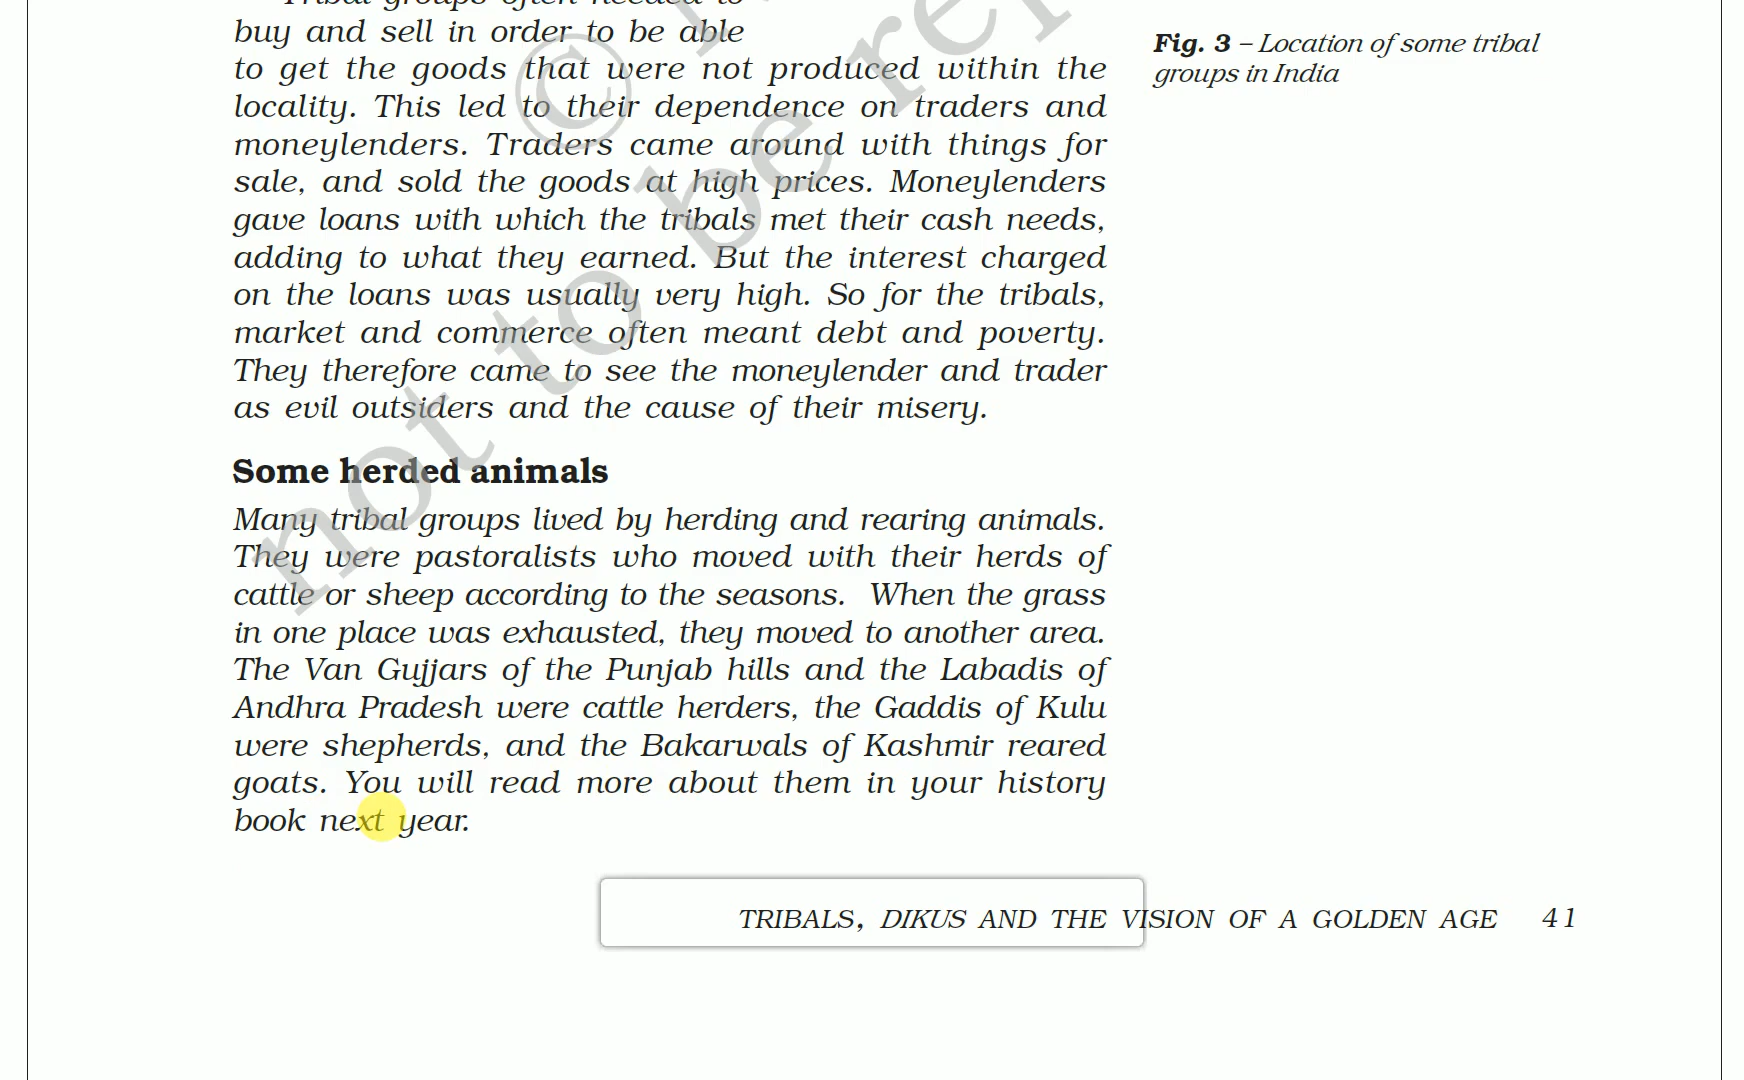 Tribal groups often needed to
buy and sell in order to be able
to get the goods that were not produced within the
locality. This led to their dependence on traders and
moneylenders. Traders came around with things for
sale, and sold the goods at high prices. Moneylenders
gave loans with which the tribals met their cash needs,
adding to what they earned. But the interest charged
on the loans was usually very high. So for the tribals,
market and commerce often meant debt and poverty.
They therefore came to see the moneylender and trader
as evil outsiders and the cause of their misery.
Fig. 3 – Location of some tribal
groups in India
Some herded animals
Many tribal groups lived by herding and rearing animals.
They were pastoralists who moved with their herds of
cattle or sheep according to the seasons. When the grass
in one place was exhausted, they moved to another area.
The Van Gujjars of the Punjab hills and the Labadis of
Andhra Pradesh were cattle herders, the Gaddis of Kulu
were shepherds, and the Bakarwals of Kashmir reared
goats. You will read more about them in your history
book next year.
TRIBALS, DIKUS AND THE VISION OF A GOLDEN AGE 41
©
not to be